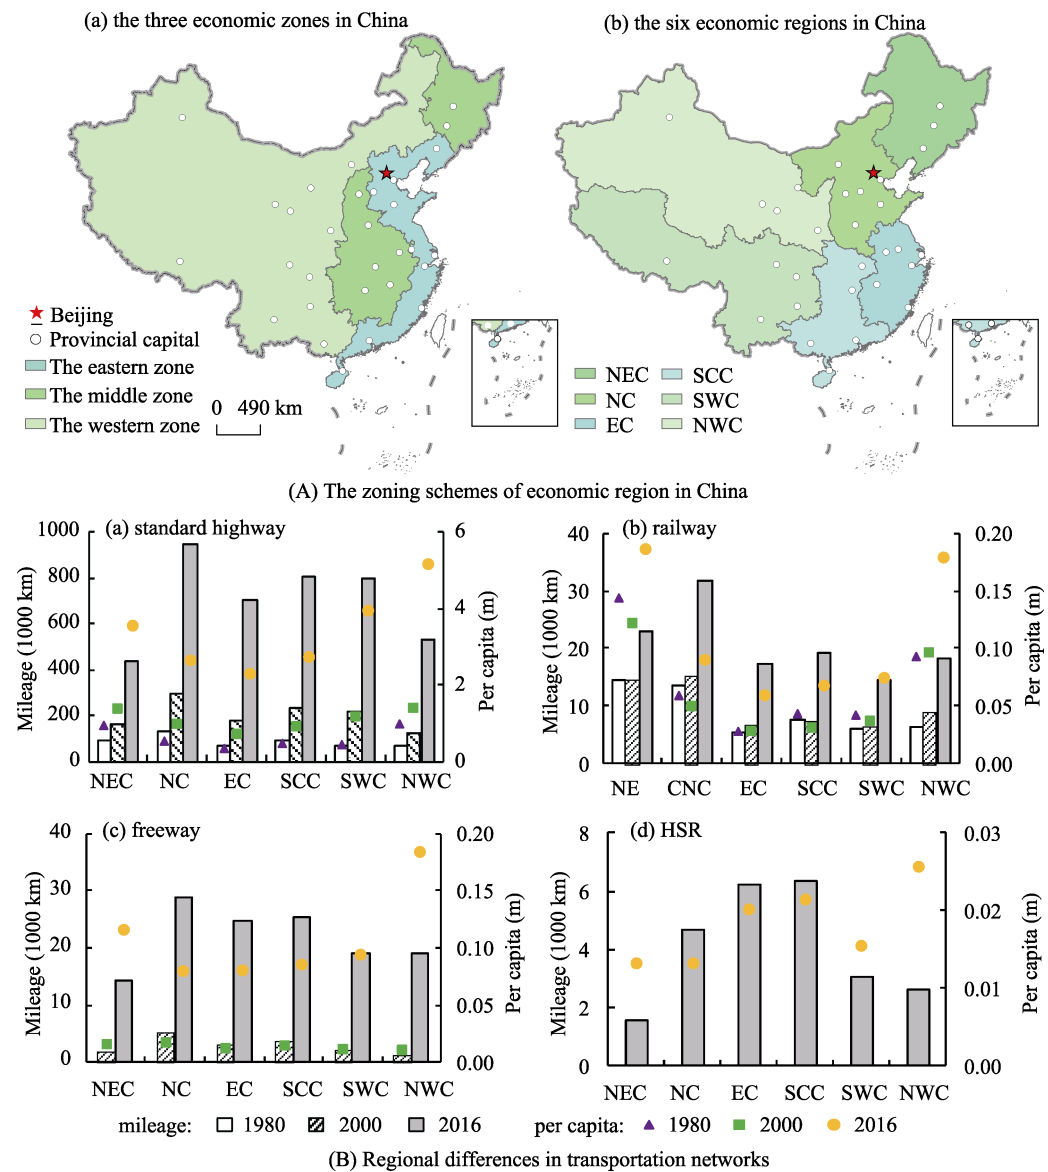 (a) the three economic zones in China
(b) the six economic regions in China
Beijing
Provincial capital
The eastern zone
The middle zone
The western zone
0 490 km
NEC SCC
NC SWC
EC NWC
(A) The zoning schemes of economic region in China
(a) standard highway
Mileage (1000 km)
1000
800
600
400
200
0
6
4
2
0
Per capita (m)
NEC NC EC SCC SWC NWC
(b) railway
Mileage (1000 km)
40
30
20
10
0
0.20
0.15
0.10
0.05
0.00
Per capita (m)
NE CNC EC SCC SWC NWC
(c) freeway
Mileage (1000 km)
40
30
20
10
0
0.20
0.15
0.10
0.05
0.00
Per capita (m)
NEC NC EC SCC SWC NWC
(d) HSR
Mileage (1000 km)
8
6
4
2
0
0.03
0.02
0.01
0.00
Per capita (m)
NEC NC EC SCC SWC NWC
mileage: 1980 2000 2016 per capita: 1980 2000 2016
(B) Regional differences in transportation networks